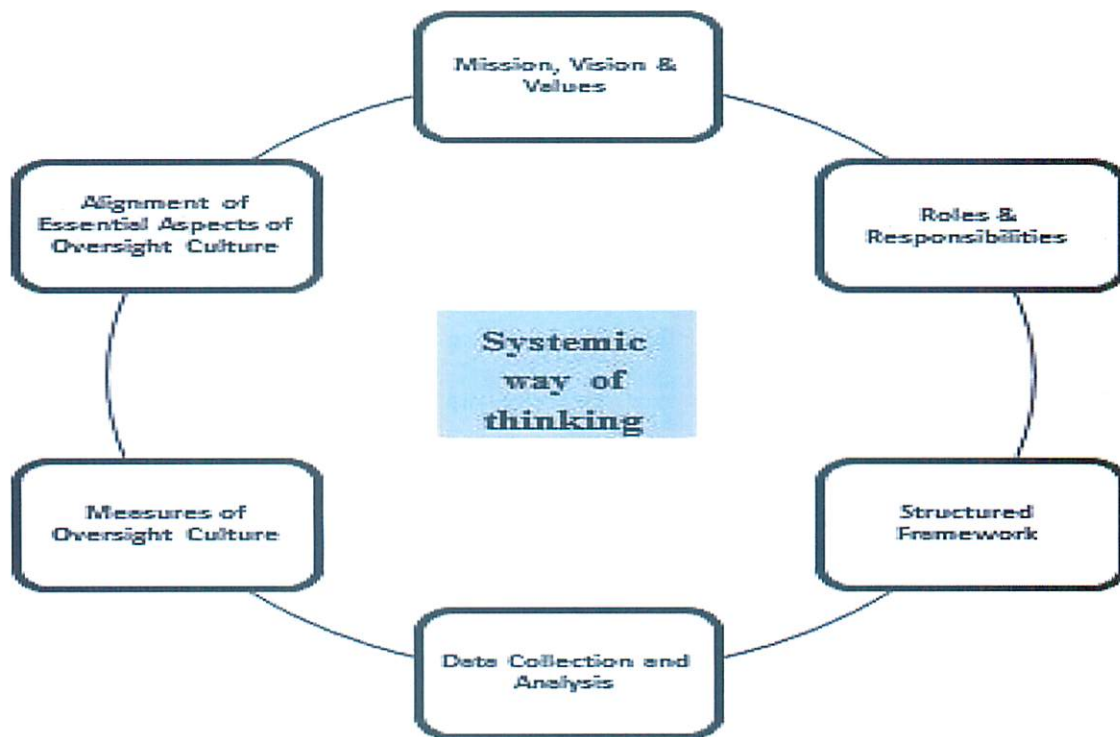 Mission, Vision &
Values
Roles &
Responsibilities
Structured
Framework
Data Collection and
Analysis
Measures of
Oversight Culture
Alignment of
Essential Aspects of
Oversight Culture
Systemic
way of
thinking